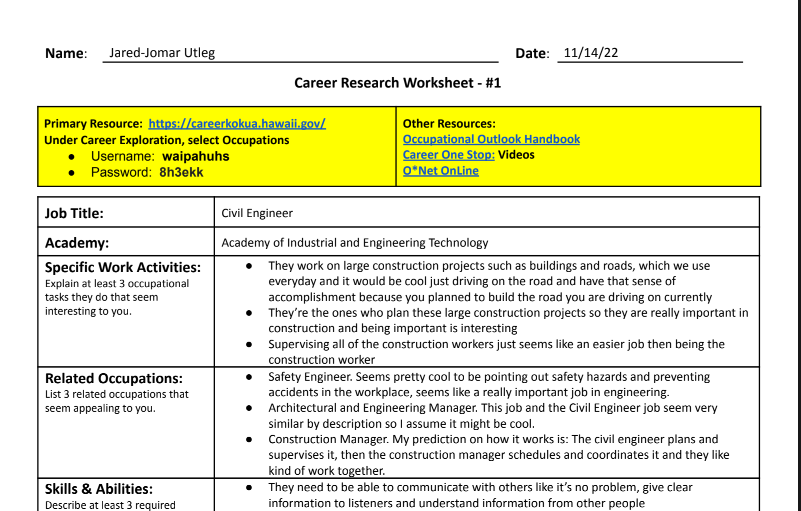 Name: Jared-Jomar Utleg Date: 11/14/22
Career Research Worksheet - #1
Primary Resource: https://careerkokua.hawaii.gov/
Under Career Exploration, select Occupations
● Username: waipahuhs
● Password: 8h3ekk
Other Resources:
Occupational Outlook Handbook
Career One Stop: Videos
O*Net OnLine
Job Title:
Civil Engineer
Academy:
Academy of Industrial and Engineering Technology
Specific Work Activities:
Explain at least 3 occupational
tasks they do that seem
interesting to you.
● They work on large construction projects such as buildings and roads, which we use
everyday and it would be cool just driving on the road and have that sense of
accomplishment because you planned to build the road you are driving on currently
● They're the ones who plan these large construction projects so they are really important in
construction and being important is interesting
● Supervising all of the construction workers just seems like an easier job then being the
construction worker
Related Occupations:
List 3 related occupations that
seem appealing to you.
● Safety Engineer. Seems pretty cool to be pointing out safety hazards and preventing
accidents in the workplace, seems like a really important job in engineering.
● Architectural and Engineering Manager. This job and the Civil Engineer job seem very
similar by description so I assume it might be cool.
● Construction Manager. My prediction on how it works is: The civil engineer plans and
supervises it, then the construction manager schedules and coordinates it and they like
kind of work together.
Skills & Abilities:
Describe at least 3 required
● They need to be able to communicate with others like it's no problem, give clear
information to listeners and understand information from other people